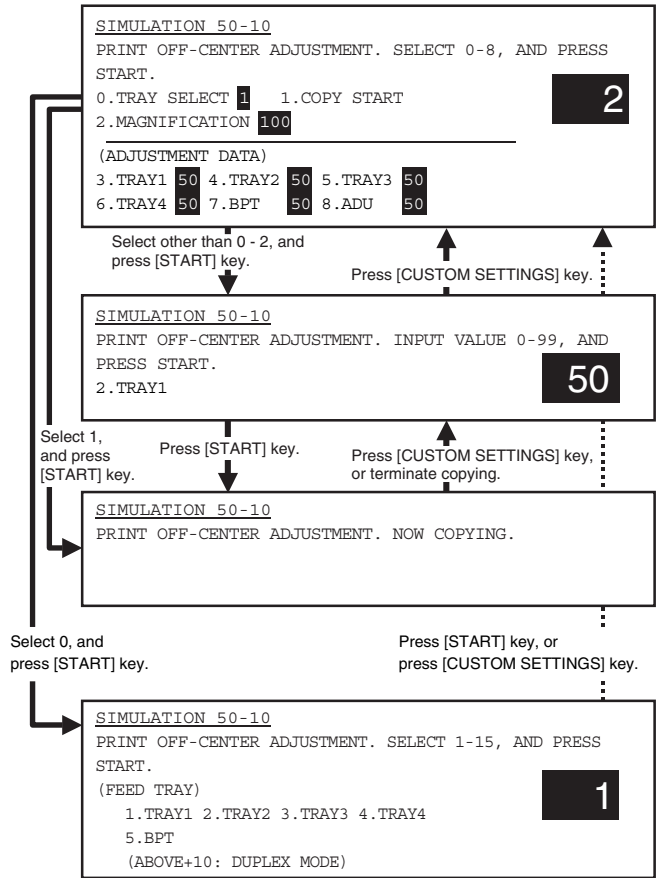 SIMULATION 50-10
PRINT OFF-CENTER ADJUSTMENT. SELECT 0-8, AND PRESS
START.
0.TRAY SELECT 1 1.COPY START
2
2.MAGNIFICATION 100
(ADJUSTMENT DATA)
3.TRAY1 50 4.TRAY2 50 5.TRAY3 50
6.TRAY4 50 7.BPT 50 8.ADU 50
Select other than 0 - 2, and
press [START] key.
Press [CUSTOM SETTINGS] key.
SIMULATION 50-10
PRINT OFF-CENTER ADJUSTMENT. INPUT VALUE 0-99, AND
PRESS START.
50
2.TRAY1
Select 1,
and press
[START] key.
Press [START] key.
Press [CUSTOM SETTINGS] key,
or terminate copying.
SIMULATION 50-10
PRINT OFF-CENTER ADJUSTMENT. NOW COPYING.
Select 0, and
press [START] key.
Press [START] key, or
press [CUSTOM SETTINGS] key.
SIMULATION 50-10
PRINT OFF-CENTER ADJUSTMENT. SELECT 1-15, AND PRESS
START.
(FEED TRAY)
1
1.TRAY1 2.TRAY2 3.TRAY3 4.TRAY4
5.BPT
(ABOVE+10: DUPLEX MODE)